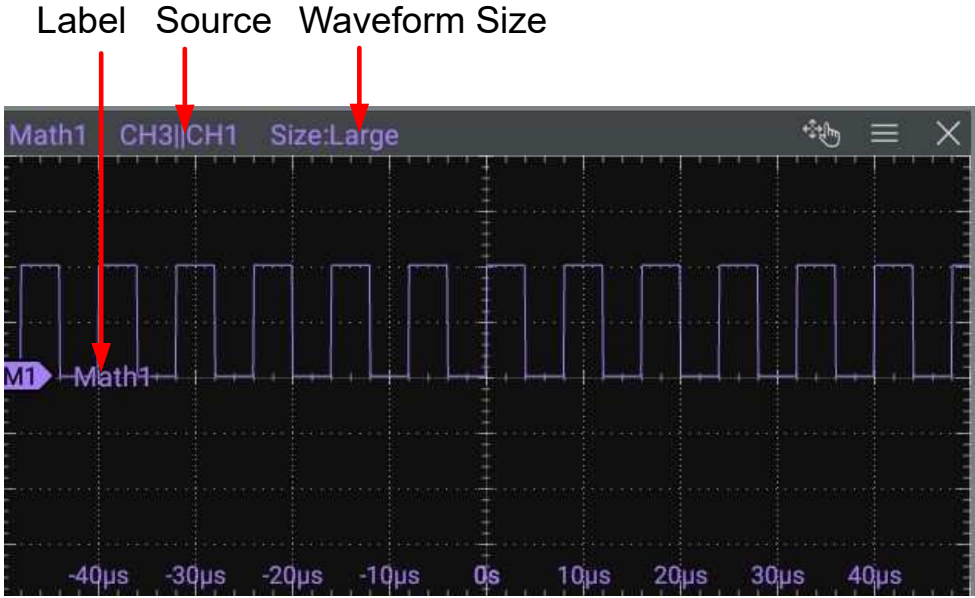 Label Source Waveform Size
Math1 CH3||CH1 Size:Large
M1 Math1
-40μs -30μs -20μs -10μs 0s 10μs 20μs 30μs 40μs